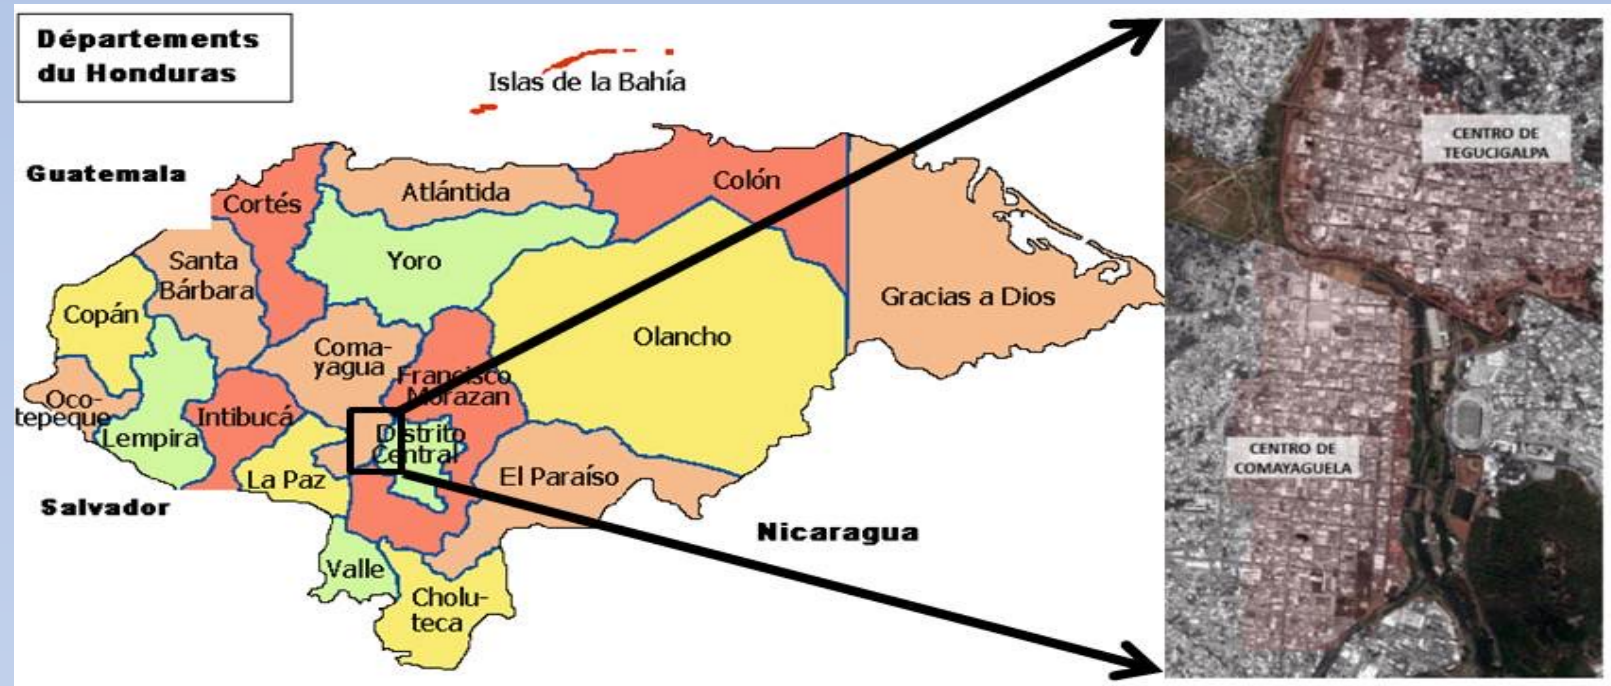 Départements
du Honduras
Islas de la Bahía
Guatemala
Cortés
Atlántida
Colón
Santa
Bárbara
Yoro
Copán
Gracias a Dios
Olancho
Coma-
yagua
Francisco
Morazan
Oco-
tepeque
Lempira
Intibucá
Distrito
Central
La Paz
El Paraíso
Salvador
Nicaragua
Valle
Cholu-
teca
CENTRO DE
TEGUCIGALPA
CENTRO DE
COMAYAGUELA